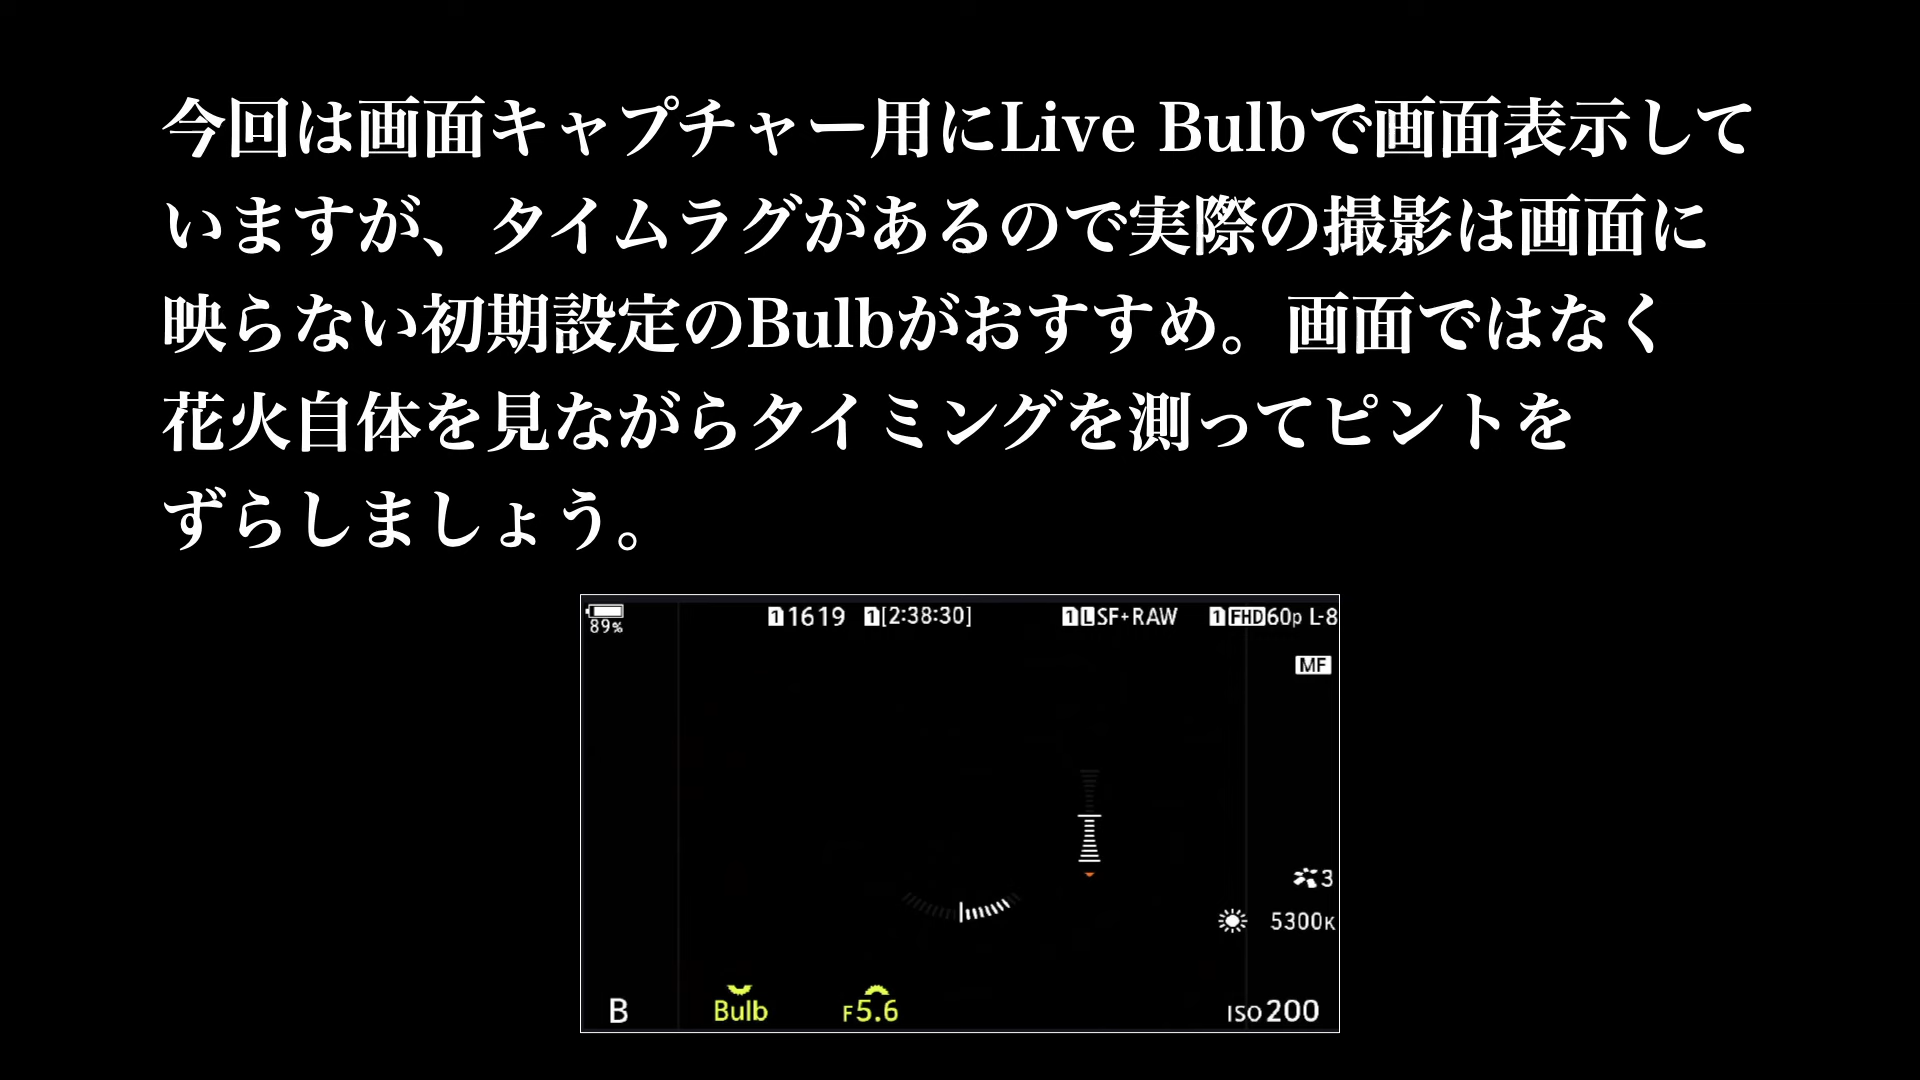 今回は画面キャプチャー用にLive Bulbで画面表示して
いますが、タイムラグがあるので実際の撮影は画面に
映らない初期設定のBulbがおすすめ。画面ではなく
花火自体を見ながらタイミングを測ってピントを
ずらしましょう。
89% 1 1619 1 [2:38:30] 1 L SF+RAW 1 FHD 60p L-8
MF
3
5300K
B Bulb F5.6 ISO 200